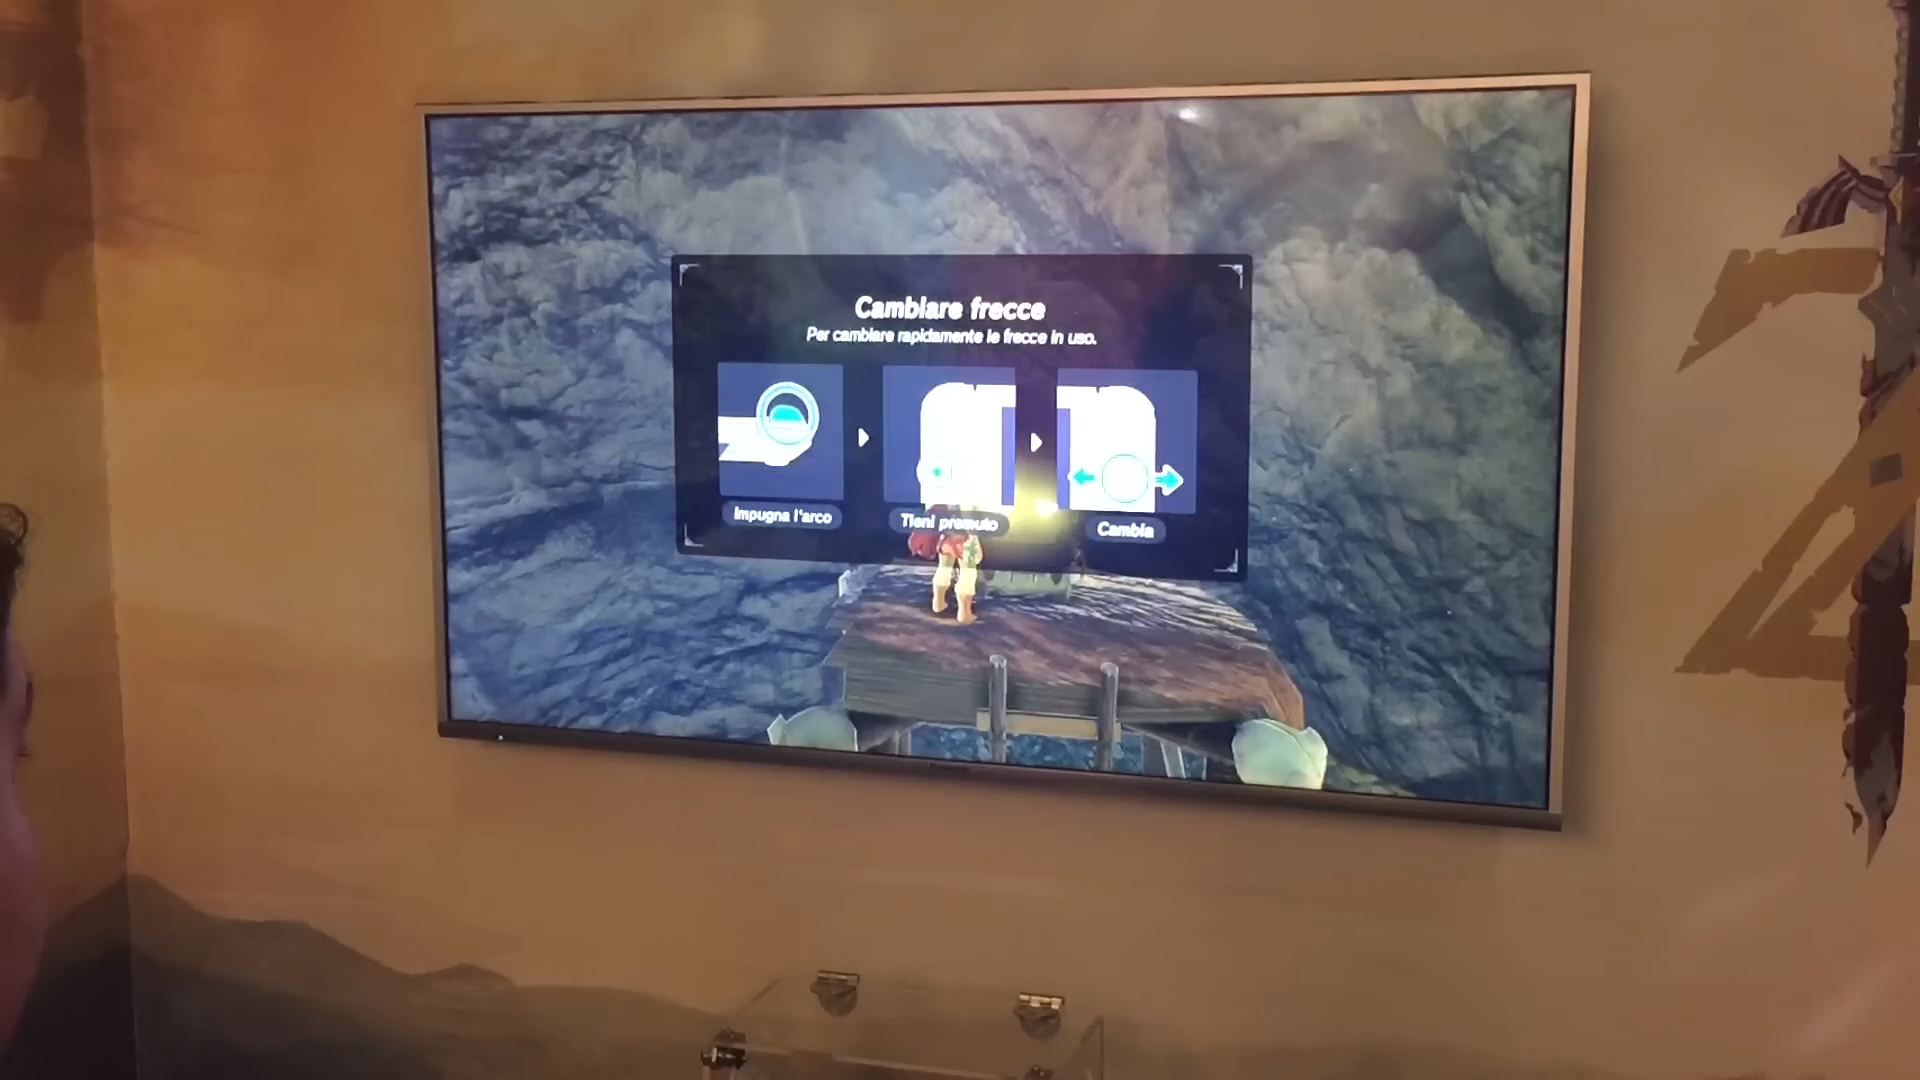 Cambiare frecce
Per cambiare rapidamente le frecce in uso.
Impugna l'arco
Tieni premuto
Cambia